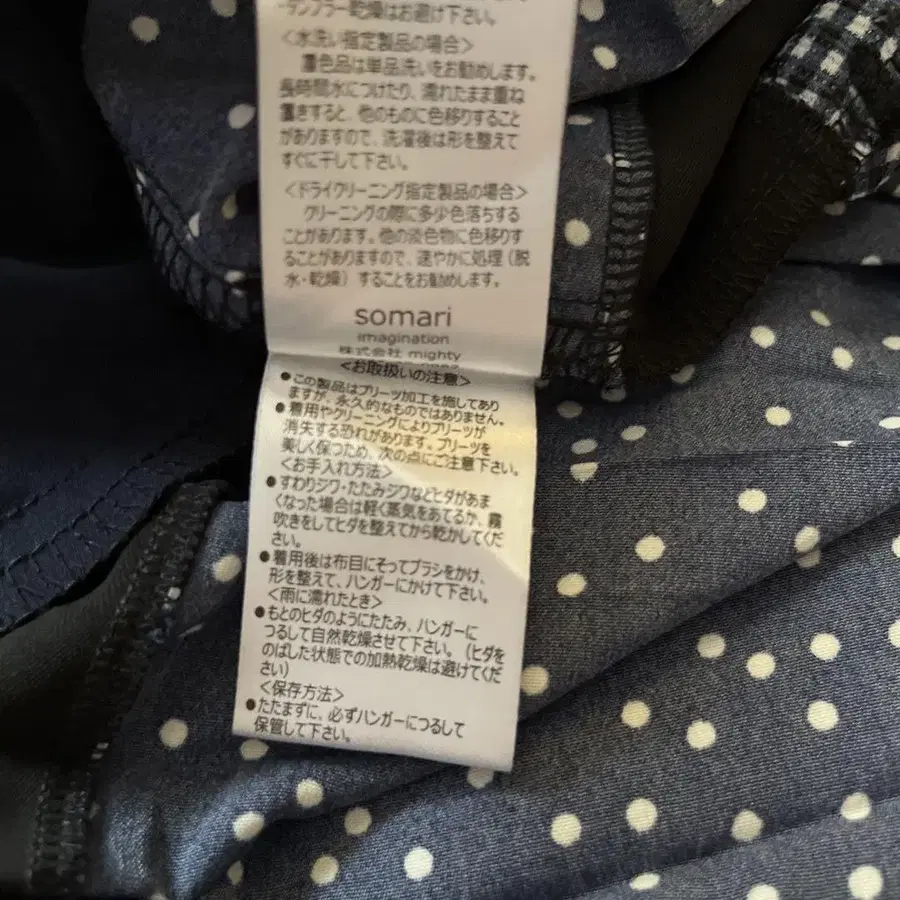 タンブラー乾燥はお避け下さい。
〈水洗い指定製品の場合〉
着色品は単品洗いをお勧めします。
長時間水につけたり、濡れたまま重ね
置きすると、他のものに色移りすること
がありますので、洗濯後は形を整えて
すぐに干して下さい。
〈ドライクリーニング指定製品の場合〉
クリーニングの際に多少色落ちする
ことがあります。他の淡色物に色移りす
ることがありますので、速やかに処理(脱
水・乾燥)することをお勧めします。
somari
imagination
株式会社 mighty
〈お取扱いの注意〉
●この製品はプリーツ加工を施してあり
ますが、永久的なものではありません。
●着用やクリーニングによりプリーツが
消失する恐れがあります。プリーツを
美しく保つため、次の点にご注意下さい。
〈お手入れ方法〉
●すわりジワ・たたみジワなどヒダがあま
くなった場合は軽く蒸気をあてるか、霧
吹きをしてヒダを整えてから乾かしてくだ
さい。
●着用後は布目にそってブラシをかけ、
形を整えて、ハンガーにかけて下さい。
〈雨に濡れたとき〉
●もとのヒダのようにたたみ、ハンガーに
つるして自然乾燥させて下さい。(ヒダを
のばした状態での加熱乾燥は避けてくだ
さい)
〈保存方法〉
●たたまずに、必ずハンガーにつるして
保管して下さい。